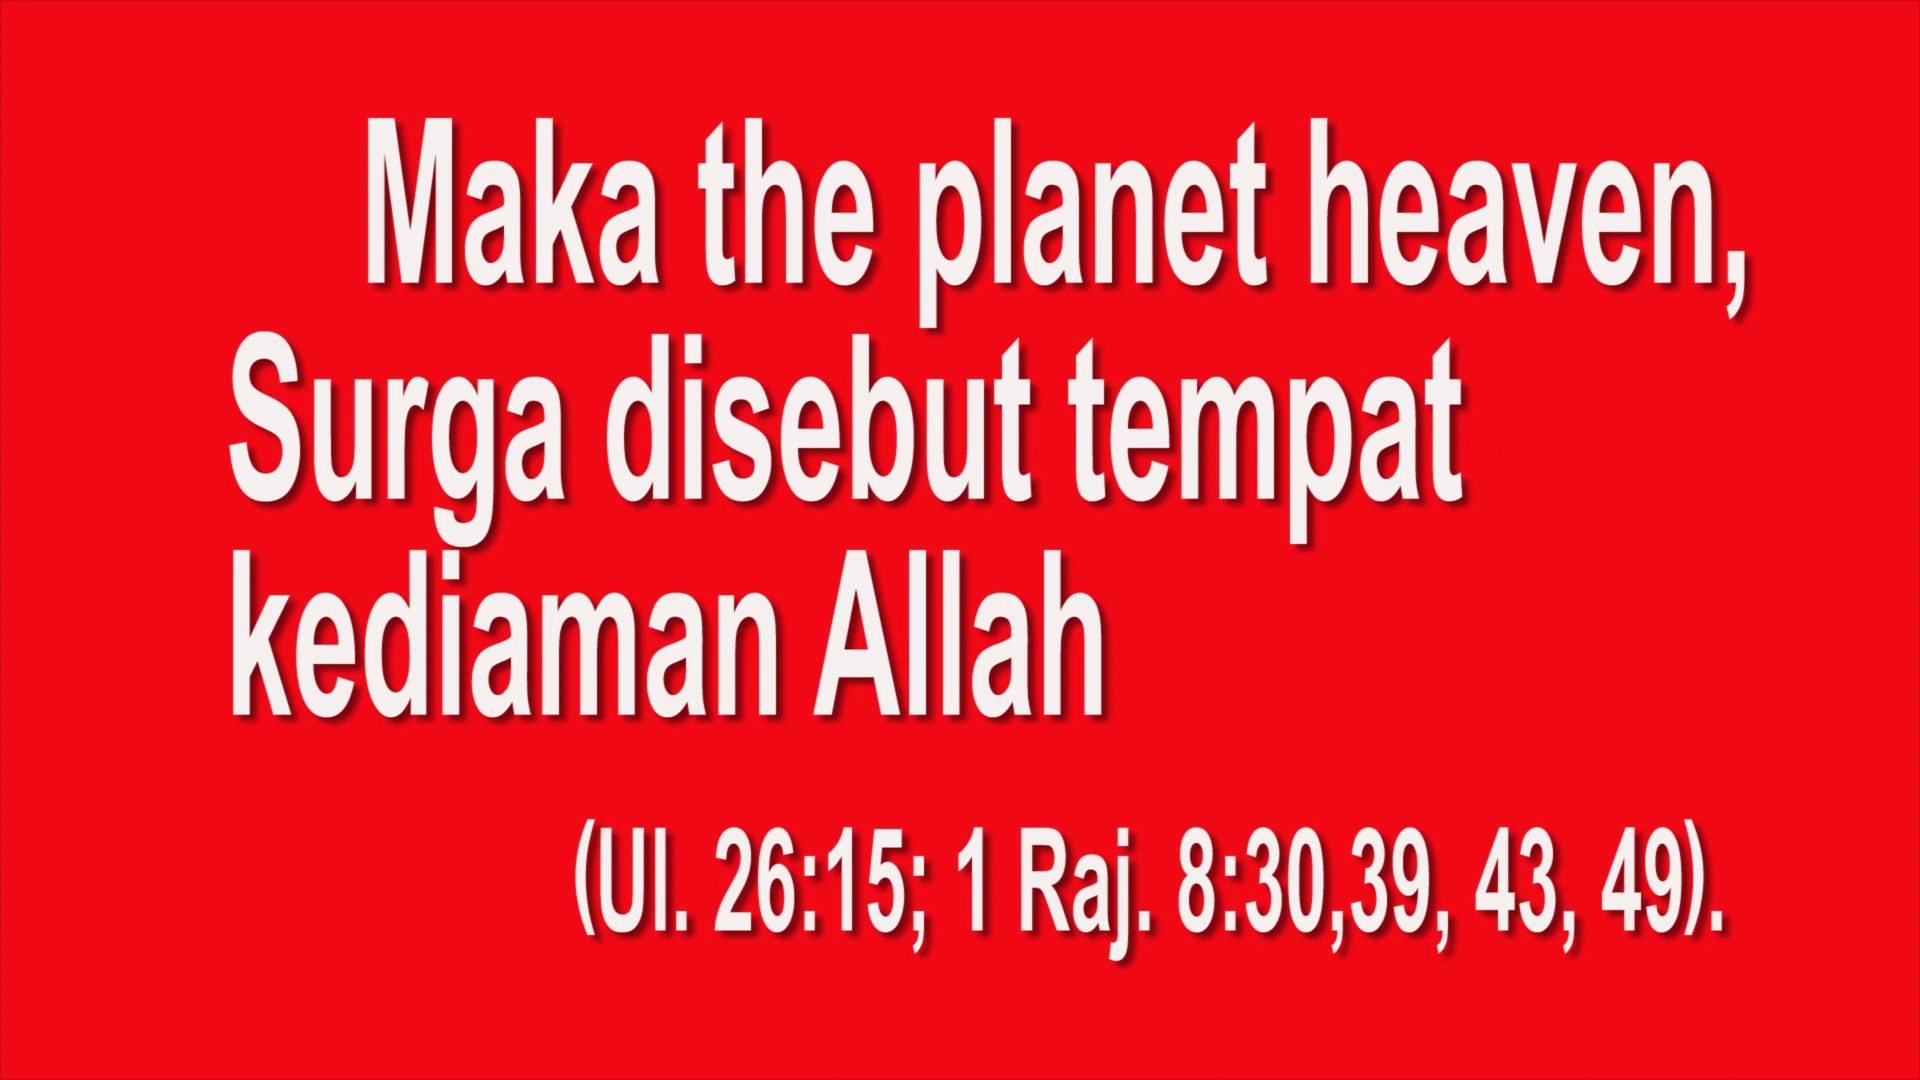 Maka the planet heaven,
Surga disebut tempat
kediaman Allah
(Ul. 26:15; 1 Raj. 8:30,39, 43, 49).